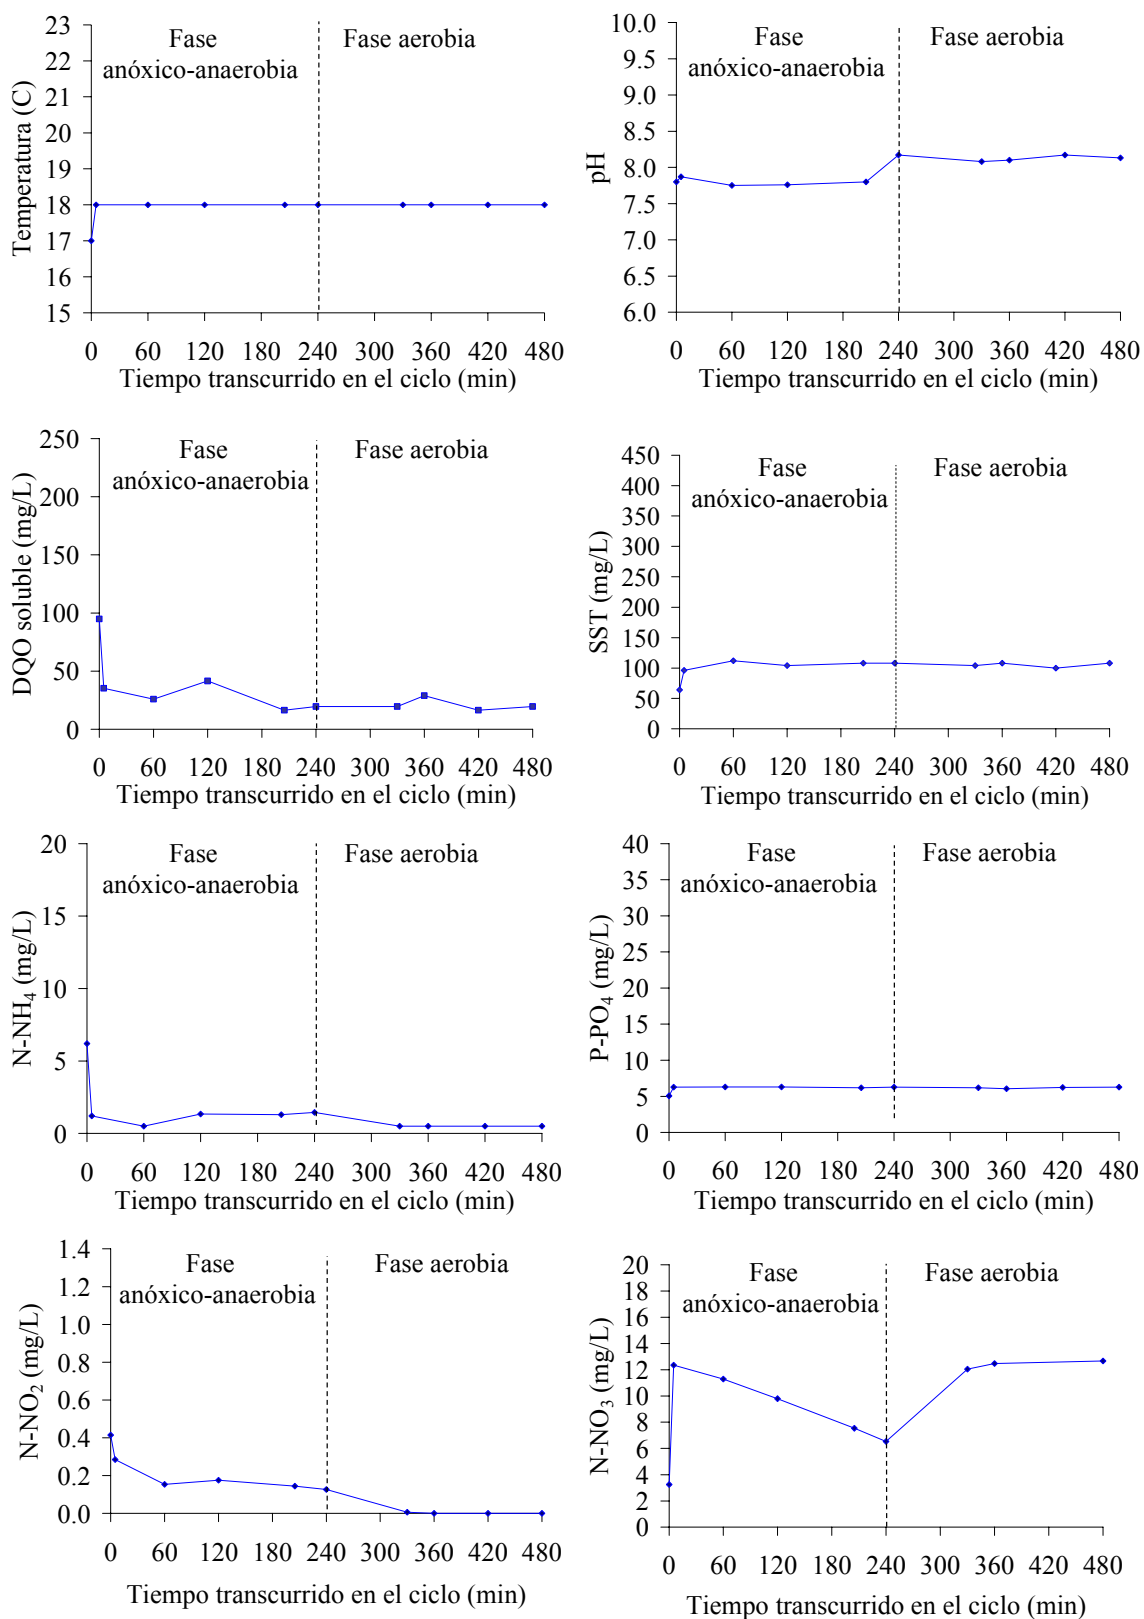 Temperatura (C)
23
22
21
20
19
18
17
16
15
Fase
anóxico-anaerobia
Fase aerobia
0 60 120 180 240 300 360 420 480
Tiempo transcurrido en el ciclo (min)
pH
10.0
9.5
9.0
8.5
8.0
7.5
7.0
6.5
6.0
Fase
anóxico-anaerobia
Fase aerobia
0 60 120 180 240 300 360 420 480
Tiempo transcurrido en el ciclo (min)
DQO soluble (mg/L)
250
200
150
100
50
0
Fase
anóxico-anaerobia
Fase aerobia
0 60 120 180 240 300 360 420 480
Tiempo transcurrido en el ciclo (min)
SST (mg/L)
450
400
350
300
250
200
150
100
50
0
Fase
anóxico-anaerobia
Fase aerobia
0 60 120 180 240 300 360 420 480
Tiempo transcurrido en el ciclo (min)
N-NH₄ (mg/L)
20
15
10
5
0
Fase
anóxico-anaerobia
Fase aerobia
0 60 120 180 240 300 360 420 480
Tiempo transcurrido en el ciclo (min)
P-PO₄ (mg/L)
40
35
30
25
20
15
10
5
0
Fase
anóxico-anaerobia
Fase aerobia
0 60 120 180 240 300 360 420 480
Tiempo transcurrido en el ciclo (min)
N-NO₂ (mg/L)
1.4
1.2
1.0
0.8
0.6
0.4
0.2
0.0
Fase
anóxico-anaerobia
Fase aerobia
0 60 120 180 240 300 360 420 480
Tiempo transcurrido en el ciclo (min)
N-NO₃ (mg/L)
20
18
16
14
12
10
8
6
4
2
0
Fase
anóxico-anaerobia
Fase aerobia
0 60 120 180 240 300 360 420 480
Tiempo transcurrido en el ciclo (min)